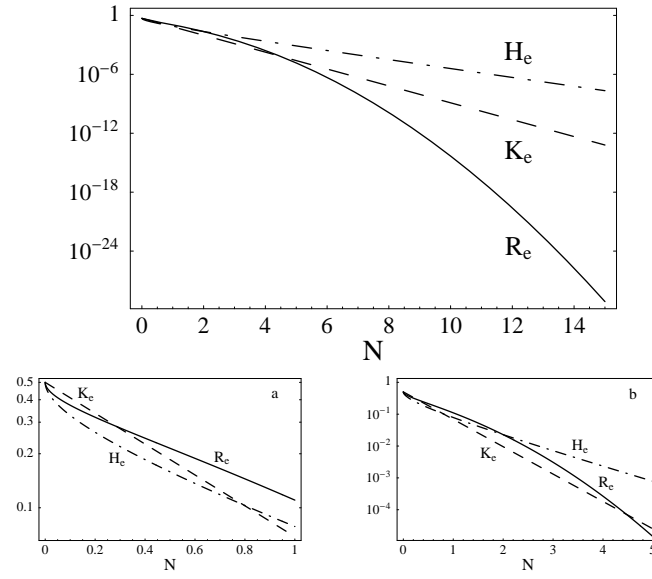 1
10^-6
10^-12
10^-18
10^-24
H_e
K_e
R_e
0 2 4 6 8 10 12 14
N
0.5
0.3
0.2
0.1
a
K_e
R_e
H_e
0 0.2 0.4 0.6 0.8 1
N
1
10^-1
10^-2
10^-3
10^-4
b
H_e
K_e
R_e
0 1 2 3 4 5
N